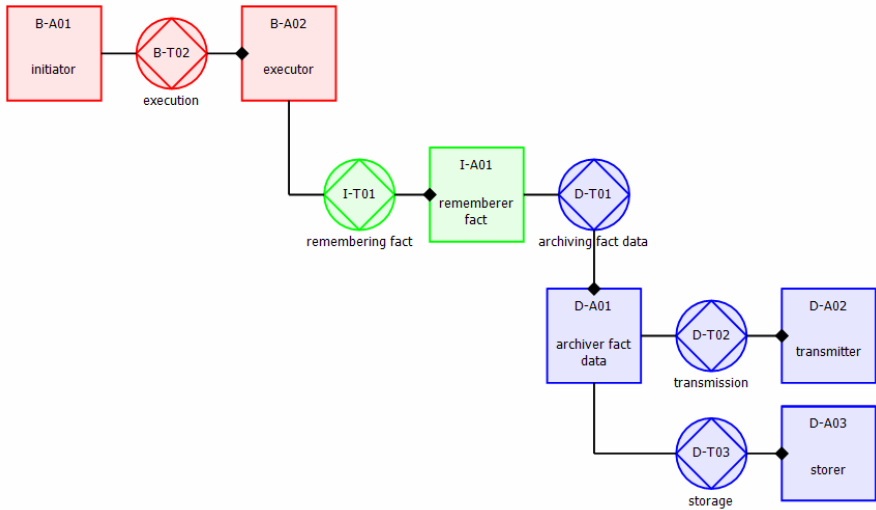 B-A01
initiator
B-T02
execution
B-A02
executor
I-T01
remembering fact
I-A01
rememberer
fact
D-T01
archiving fact data
D-A01
archiver fact
data
D-T02
transmission
D-A02
transmitter
D-T03
storage
D-A03
storer